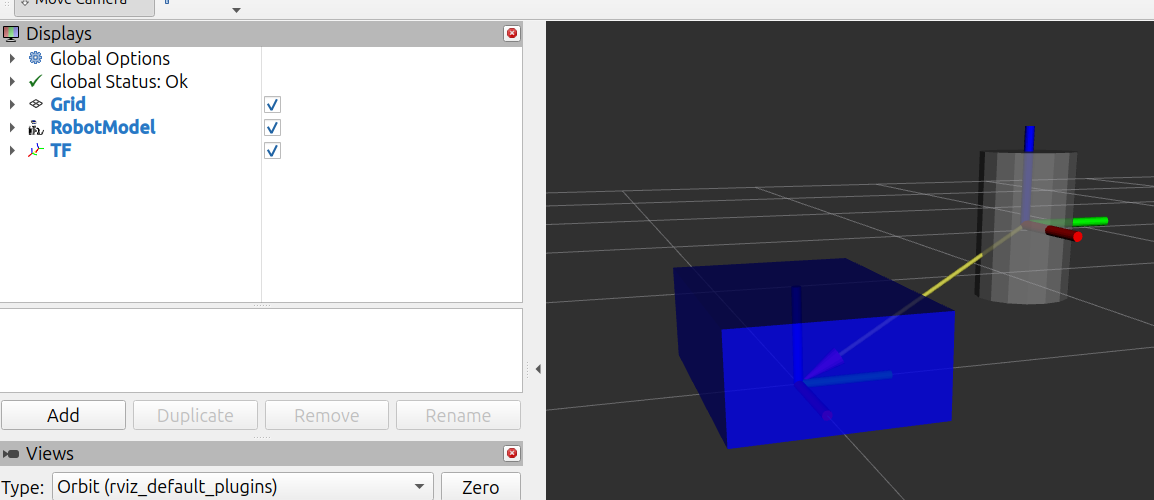 Move Camera
Displays
Global Options
Global Status: Ok
Grid
RobotModel
TF
Add
Duplicate
Remove
Rename
Views
Type:
Orbit (rviz_default_plugins)
Zero